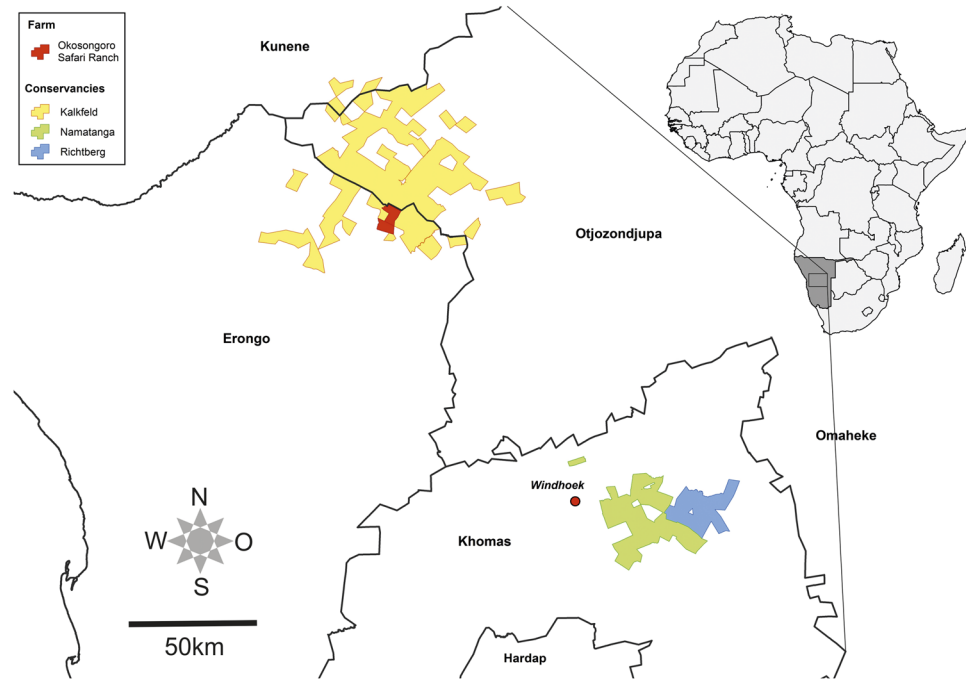 Farm
Okosongoro
Safari Ranch
Conservancies
Kalkfeld
Namatanga
Richtberg
Kunene
Otjozondjupa
Erongo
Omaheke
Windhoek
Khomas
Hardap
N
W
O
S
50km